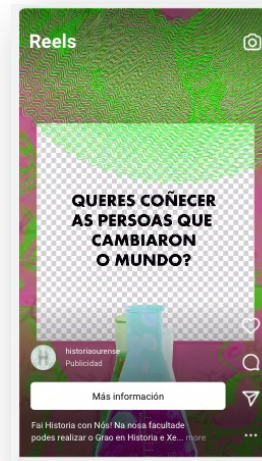 Reels
QUERES COÑECER
AS PERSOAS QUE
CAMBIARON
O MUNDO?
historiaourense
Publicidad
Más información
Fai Historia con Nós! Na nosa facultade
podes realizar o Grao en Historia e Xe... more